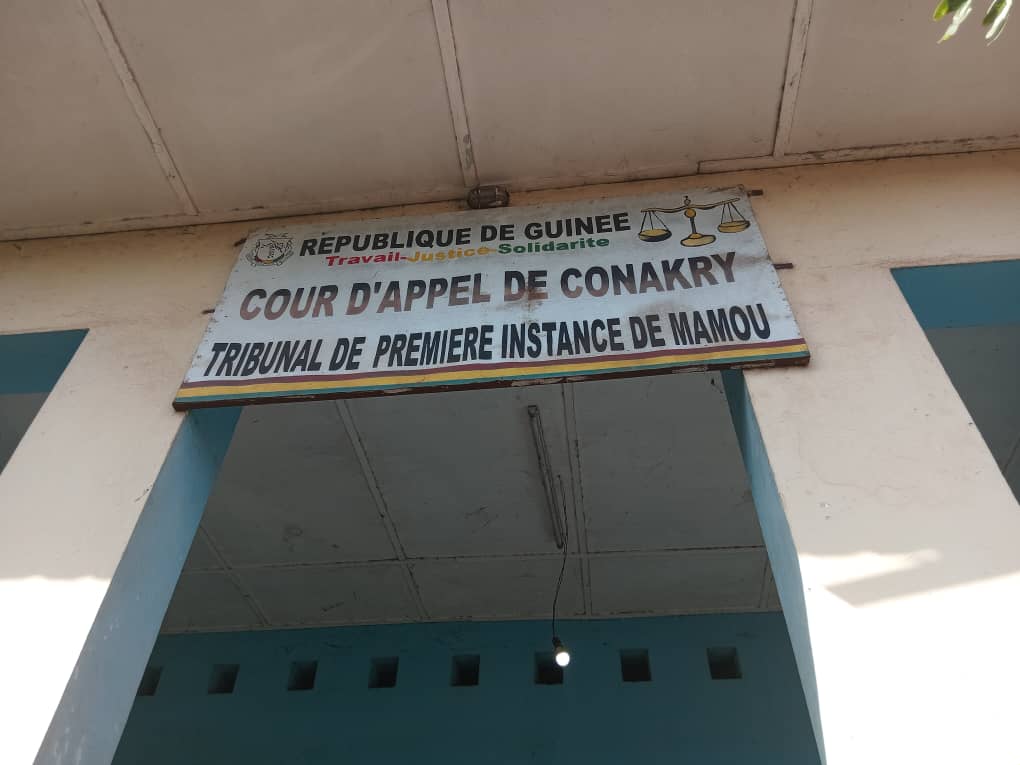 REPUBLIQUE DE GUINEE
Travail-Justice-Solidarite
COUR D'APPEL DE CONAKRY
TRIBUNAL DE PREMIERE INSTANCE DE MAMOU